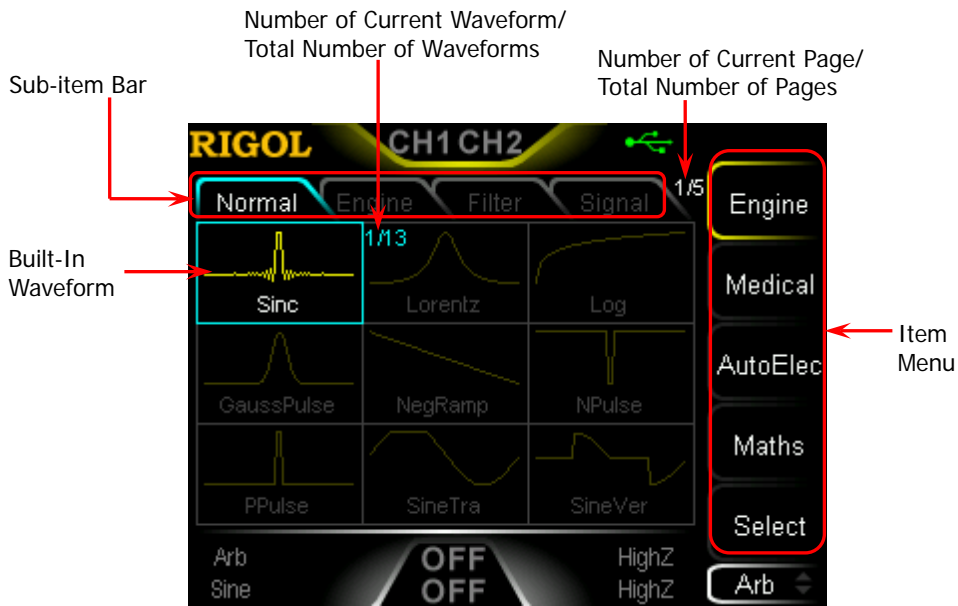 Number of Current Waveform/
Total Number of Waveforms
Number of Current Page/
Total Number of Pages
Sub-item Bar
RIGOL
CH1 CH2
Normal
Engine
Filter
Signal
1/5
Engine
Built-In
Waveform
1/13
Sinc
Lorentz
Log
Medical
Item
Menu
AutoElec
GaussPulse
NegRamp
NPulse
Maths
PPulse
SineTra
SineVer
Select
Arb
OFF
HighZ
Sine
OFF
HighZ
Arb